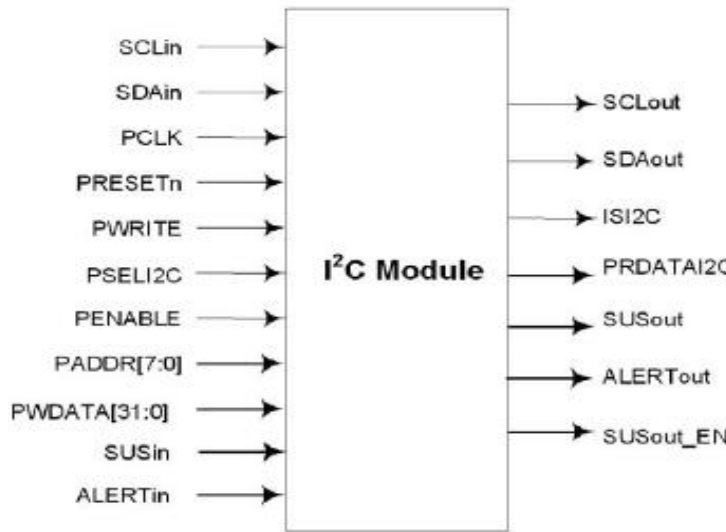 SCLin
SDAin
PCLK
PRESETn
PWRITE
PSELI2C
PENABLE
PADDR[7:0]
PWDATA[31:0]
SUSin
ALERTin
I²C Module
SCLout
SDAout
ISI2C
PRDATAI2C
SUSout
ALERTout
SUSout_EN